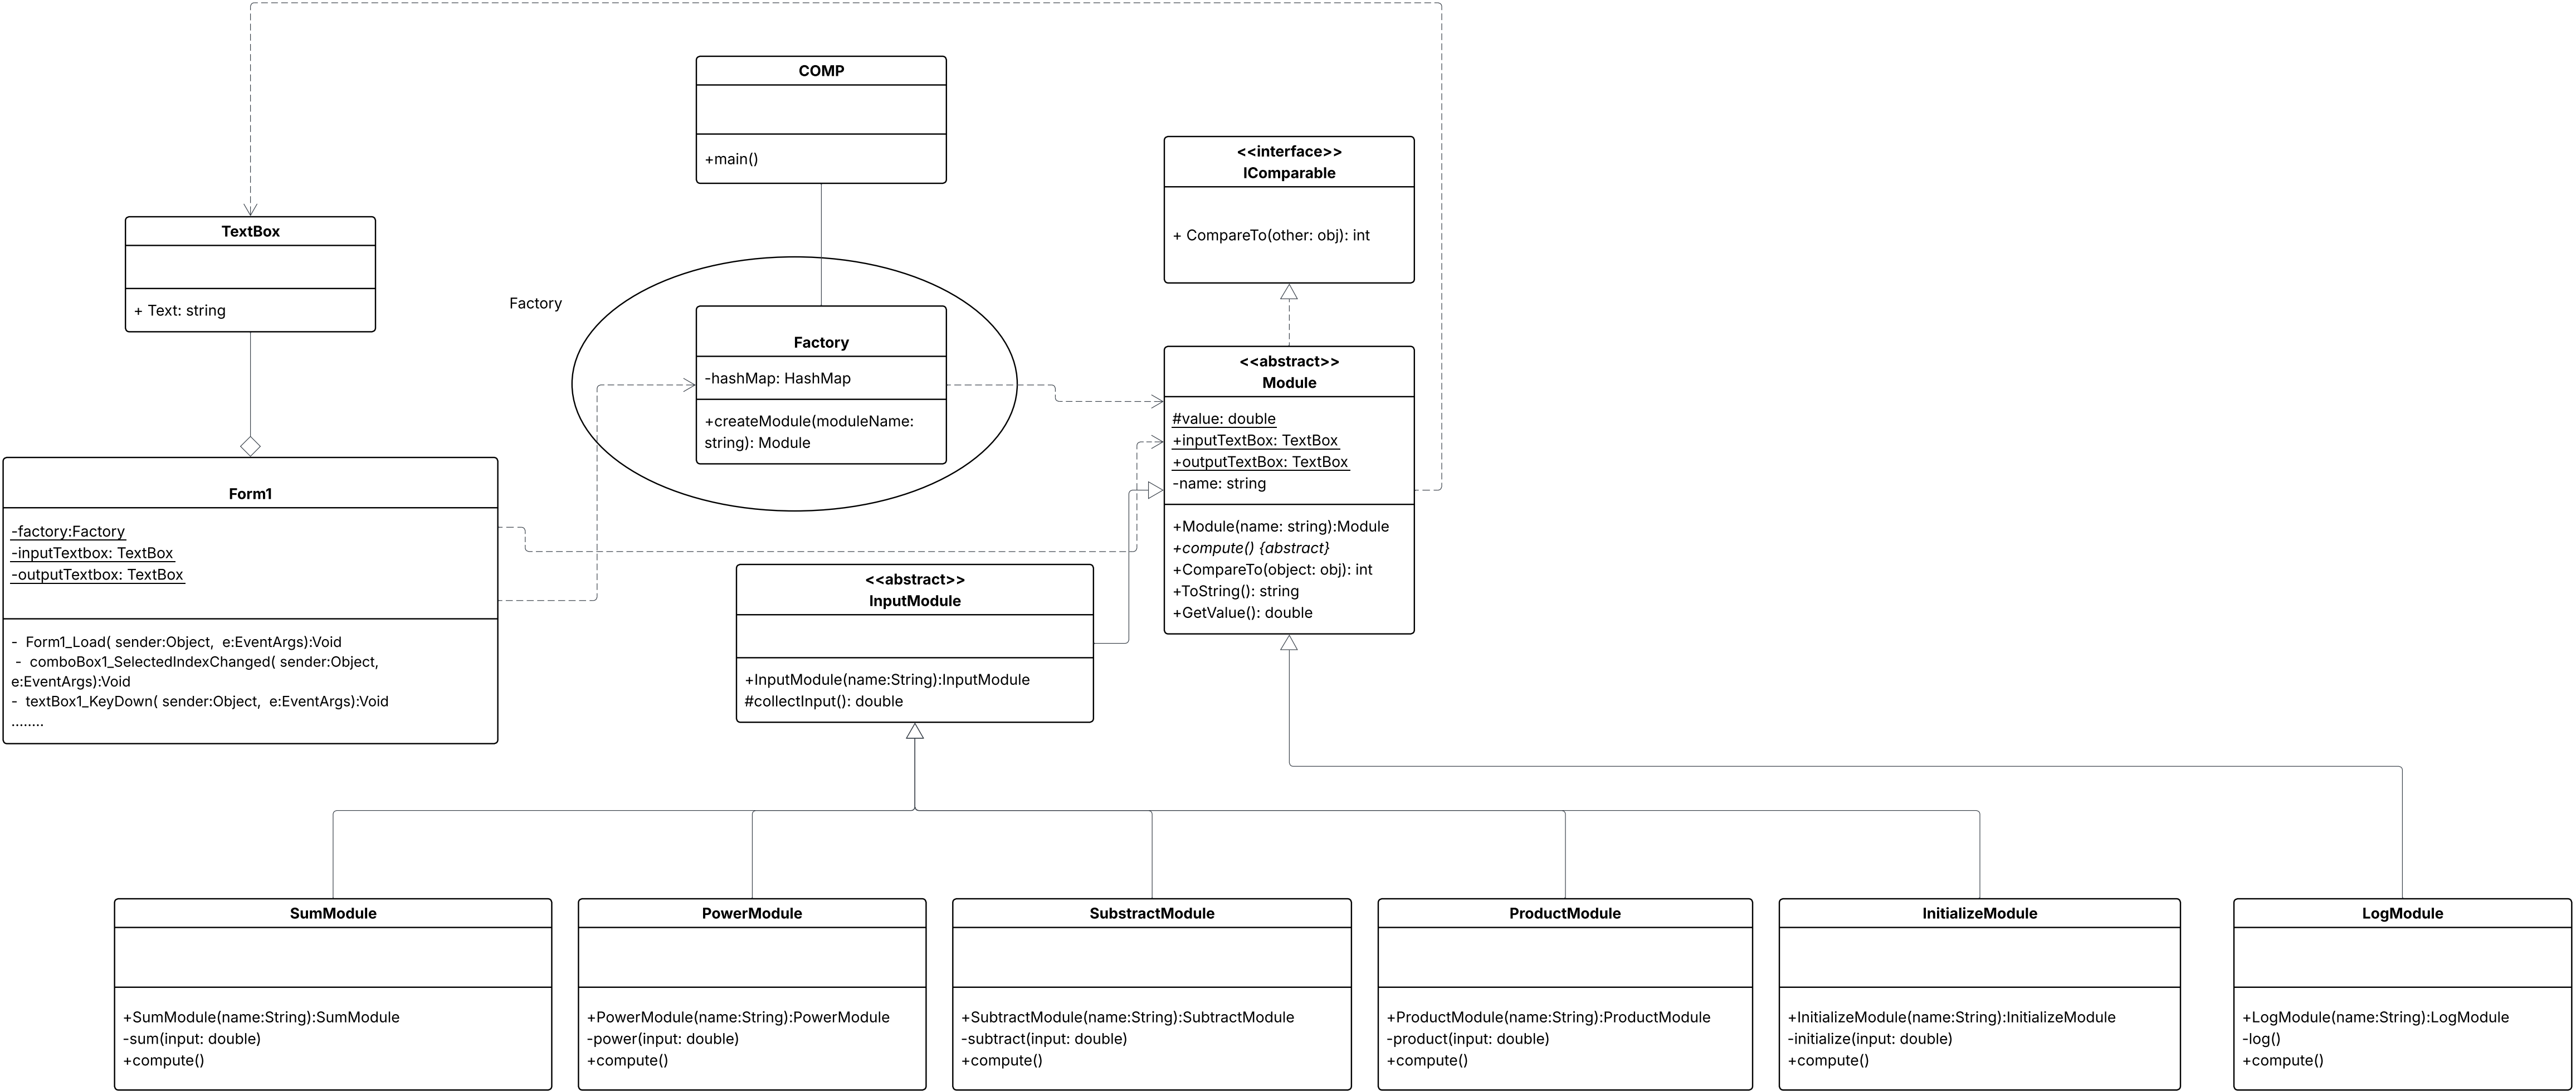 COMP
+main()
<<interface>>
IComparable
+ CompareTo(other: obj): int
TextBox
+ Text: string
Factory
Factory
-hashMap: HashMap
+createModule(moduleName:
string): Module
<<abstract>>
Module
#value: double
+inputTextBox: TextBox
+outputTextBox: TextBox
-name: string
+Module(name: string):Module
+compute() {abstract}
+CompareTo(object: obj): int
+ToString(): string
+GetValue(): double
Form1
-factory:Factory
-inputTextbox: TextBox
-outputTextbox: TextBox
- Form1_Load( sender:Object, e:EventArgs):Void
- comboBox1_SelectedIndexChanged( sender:Object,
e:EventArgs):Void
- textBox1_KeyDown( sender:Object, e:EventArgs):Void
........
<<abstract>>
InputModule
+InputModule(name:String):InputModule
#collectInput(): double
SumModule
+SumModule(name:String):SumModule
-sum(input: double)
+compute()
PowerModule
+PowerModule(name:String):PowerModule
-power(input: double)
+compute()
SubstractModule
+SubtractModule(name:String):SubtractModule
-subtract(input: double)
+compute()
ProductModule
+ProductModule(name:String):ProductModule
-product(input: double)
+compute()
InitializeModule
+InitializeModule(name:String):InitializeModule
-initialize(input: double)
+compute()
LogModule
+LogModule(name:String):LogModule
-log()
+compute()